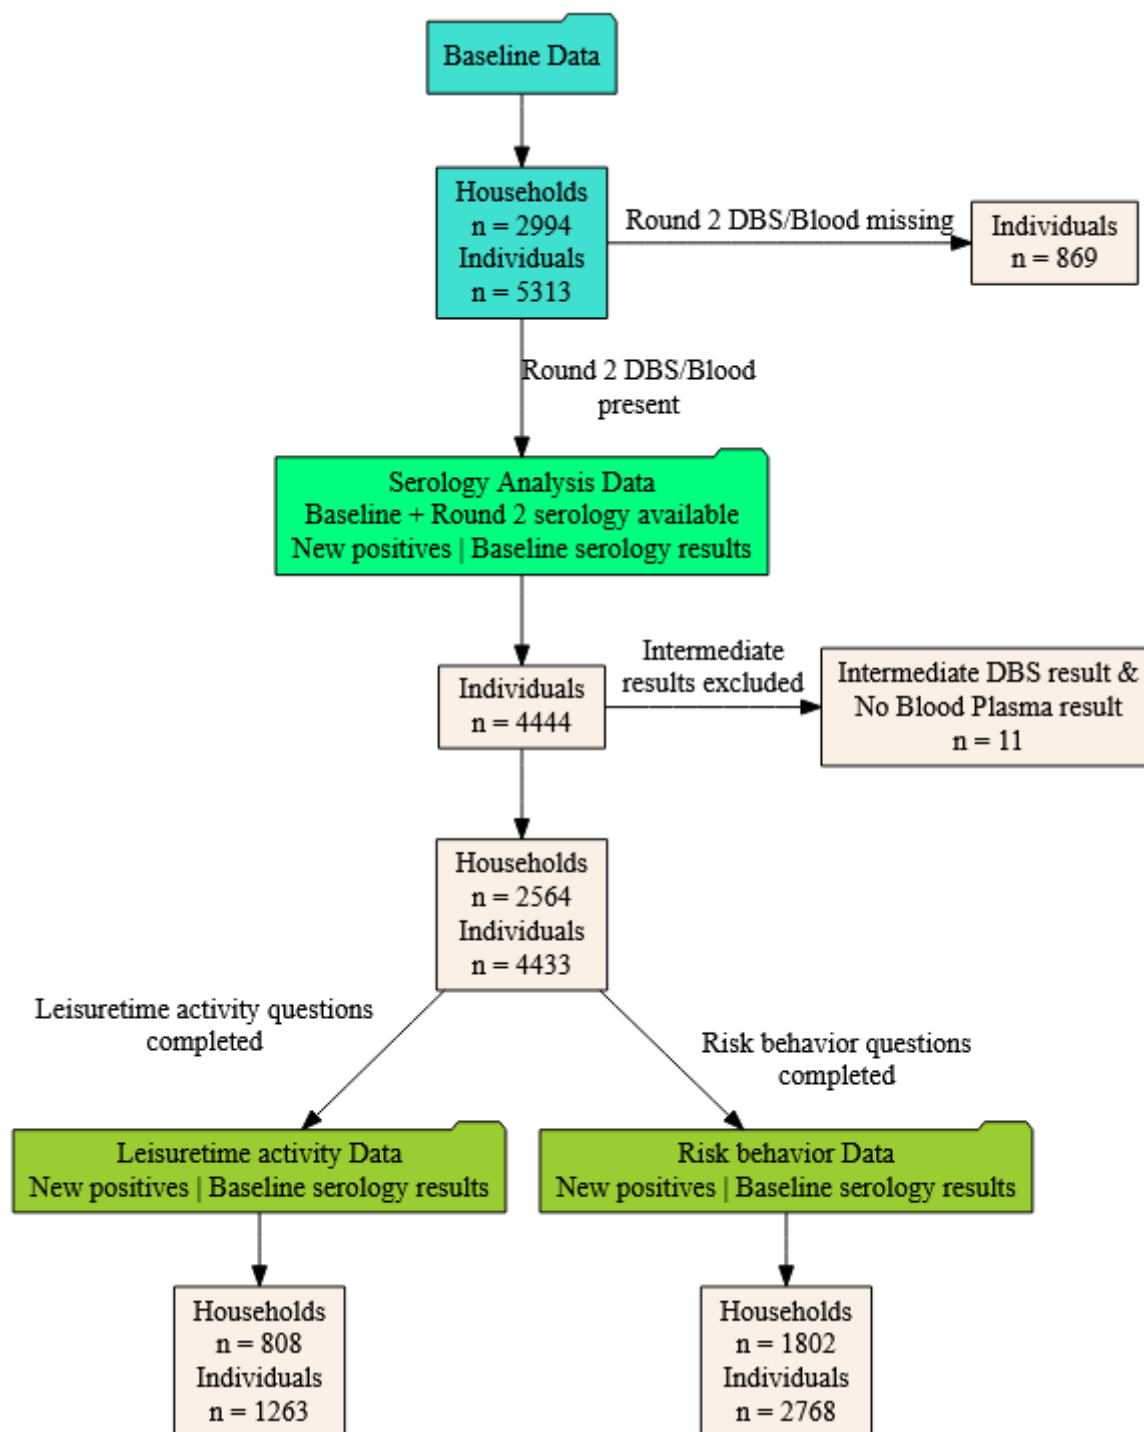 Baseline Data
Households
n = 2994
Individuals
n = 5313
Round 2 DBS/Blood missing
Individuals
n = 869
Round 2 DBS/Blood
present
Serology Analysis Data
Baseline + Round 2 serology available
New positives | Baseline serology results
Individuals
n = 4444
Intermediate
results excluded
Intermediate DBS result &
No Blood Plasma result
n = 11
Households
n = 2564
Individuals
n = 4433
Leisuretime activity questions
completed
Risk behavior questions
completed
Leisuretime activity Data
New positives | Baseline serology results
Risk behavior Data
New positives | Baseline serology results
Households
n = 808
Individuals
n = 1263
Households
n = 1802
Individuals
n = 2768